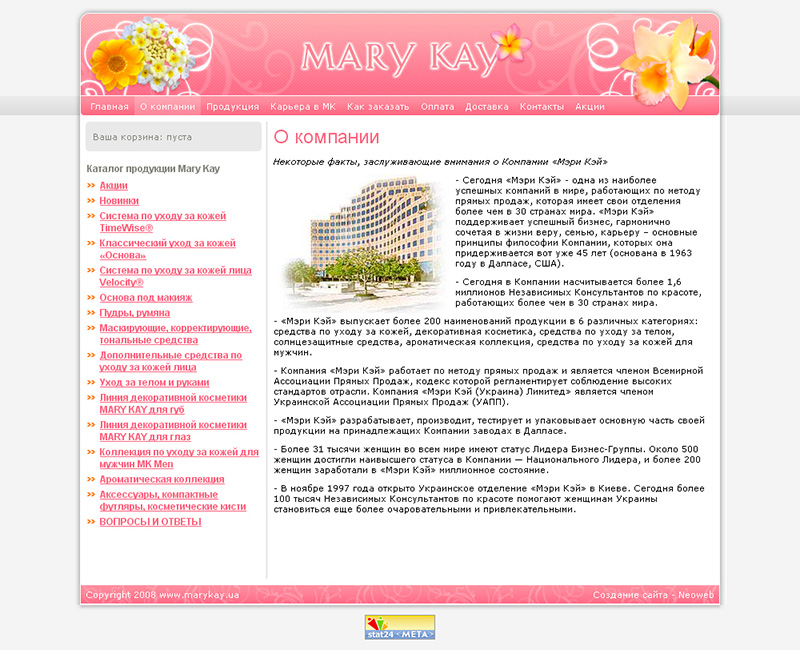 MARY KAY
Главная О компании Продукция Карьера в МК Как заказать Оплата Доставка Контакты Акции
Ваша корзина: пуста
Каталог продукции Mary Kay
Акции
Новинки
Система по уходу за кожей
TimeWise®
Классический уход за кожей
«Основа»
Система по уходу за кожей лица
Velocity®
Основа под макияж
Пудры, румяна
Маскирующие, корректирующие,
тональные средства
Дополнительные средства по
уходу за кожей лица
Уход за телом и руками
Линия декоративной косметики
MARY KAY для губ
Линия декоративной косметики
MARY KAY для глаз
Коллекция по уходу за кожей для
мужчин MK Men
Ароматическая коллекция
Аксессуары, компактные
футляры, косметические кисти
ВОПРОСЫ И ОТВЕТЫ
О компании
Некоторые факты, заслуживающие внимания о Компании «Мэри Кэй»
- Сегодня «Мэри Кэй» - одна из наиболее
успешных компаний в мире, работающих по методу
прямых продаж, которая имеет свои отделения
более чем в 30 странах мира. «Мэри Кэй»
поддерживает успешный бизнес, гармонично
сочетая в жизни веру, семью, карьеру – основные
принципы философии Компании, которых она
придерживается вот уже 45 лет (основана в 1963
году в Далласе, США).
- Сегодня в Компании насчитывается более 1,6
миллионов Независимых Консультантов по красоте,
работающих более чем в 30 странах мира.
- «Мэри Кэй» выпускает более 200 наименований продукции в 6 различных категориях:
средства по уходу за кожей, декоративная косметика, средства по уходу за телом,
солнцезащитные средства, ароматическая коллекция, средства по уходу за кожей для
мужчин.
- Компания «Мэри Кэй» работает по методу прямых продаж и является членом Всемирной
Ассоциации Прямых Продаж, кодекс которой регламентирует соблюдение высоких
стандартов отрасли. Компания «Мэри Кэй (Украина) Лимитед» является членом
Украинской Ассоциации Прямых Продаж (УАПП).
- «Мэри Кэй» разрабатывает, производит, тестирует и упаковывает основную часть своей
продукции на принадлежащих Компании заводах в Далласе.
- Более 31 тысячи женщин во всем мире имеют статус Лидера Бизнес-Группы. Около 500
женщин достигли наивысшего статуса в Компании — Национального Лидера, и более 200
женщин заработали в «Мэри Кэй» миллионное состояние.
- В ноябре 1997 года открыто Украинское отделение «Мэри Кэй» в Киеве. Сегодня более
100 тысяч Независимых Консультантов по красоте помогают женщинам Украины
становиться еще более очаровательными и привлекательными.
Copyright 2008 www.marykay.ua
Создание сайта - Neoweb
stat24 <META>